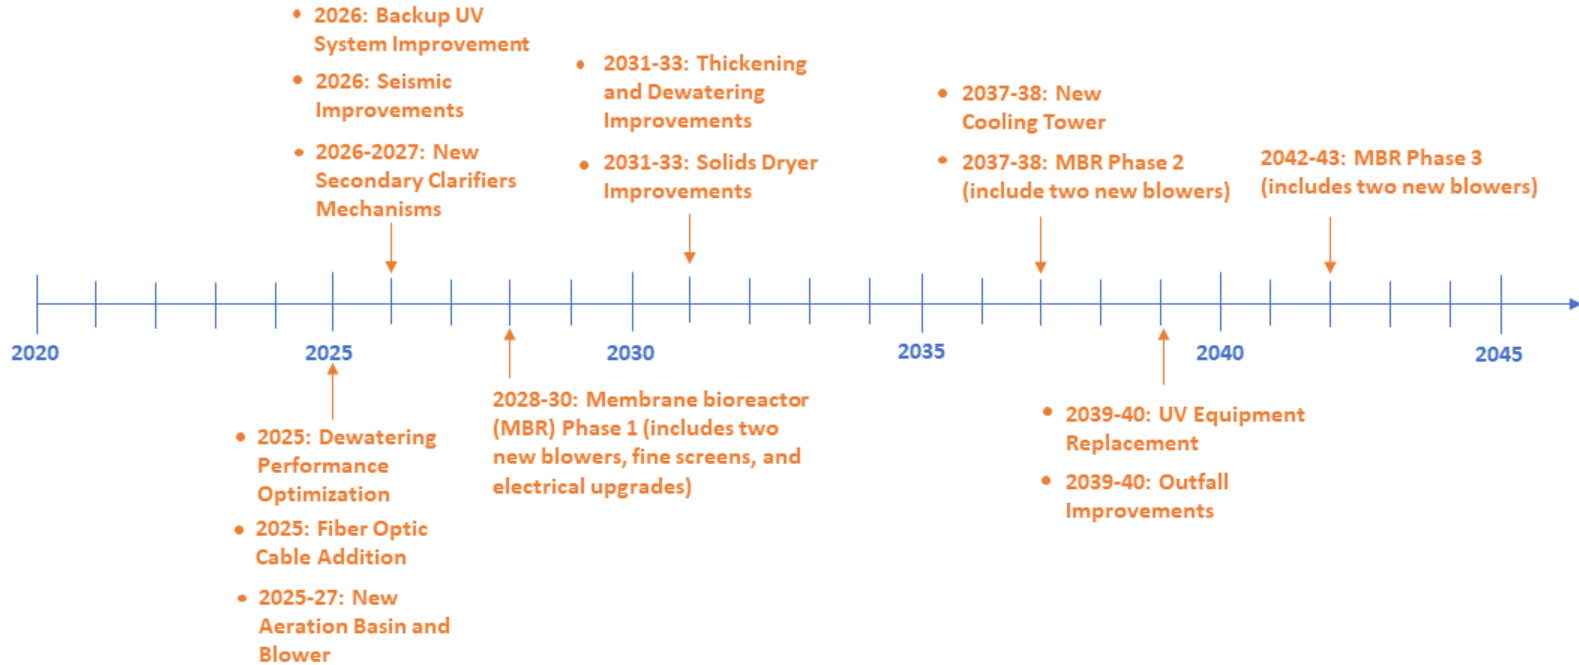 • 2026: Backup UV
System Improvement
• 2026: Seismic
Improvements
• 2026-2027: New
Secondary Clarifiers
Mechanisms
• 2031-33: Thickening
and Dewatering
Improvements
• 2031-33: Solids Dryer
Improvements
• 2037-38: New
Cooling Tower
• 2037-38: MBR Phase 2
(include two new blowers)
2042-43: MBR Phase 3
(includes two new blowers)
2020
2025
2030
2035
2040
2045
• 2025: Dewatering
Performance
Optimization
• 2025: Fiber Optic
Cable Addition
• 2025-27: New
Aeration Basin and
Blower
2028-30: Membrane bioreactor
(MBR) Phase 1 (includes two
new blowers, fine screens, and
electrical upgrades)
• 2039-40: UV Equipment
Replacement
• 2039-40: Outfall
Improvements